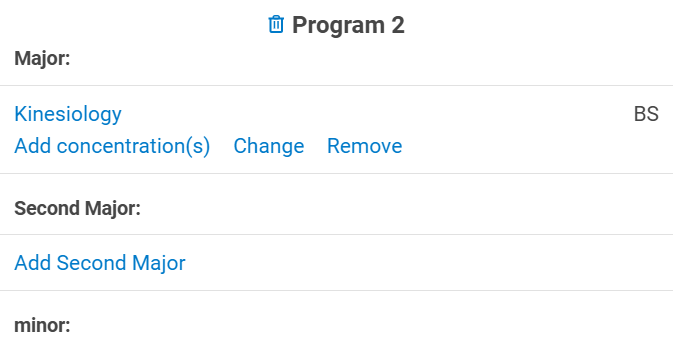 Program 2
Major:
Kinesiology BS
Add concentration(s) Change Remove
Second Major:
Add Second Major
minor: